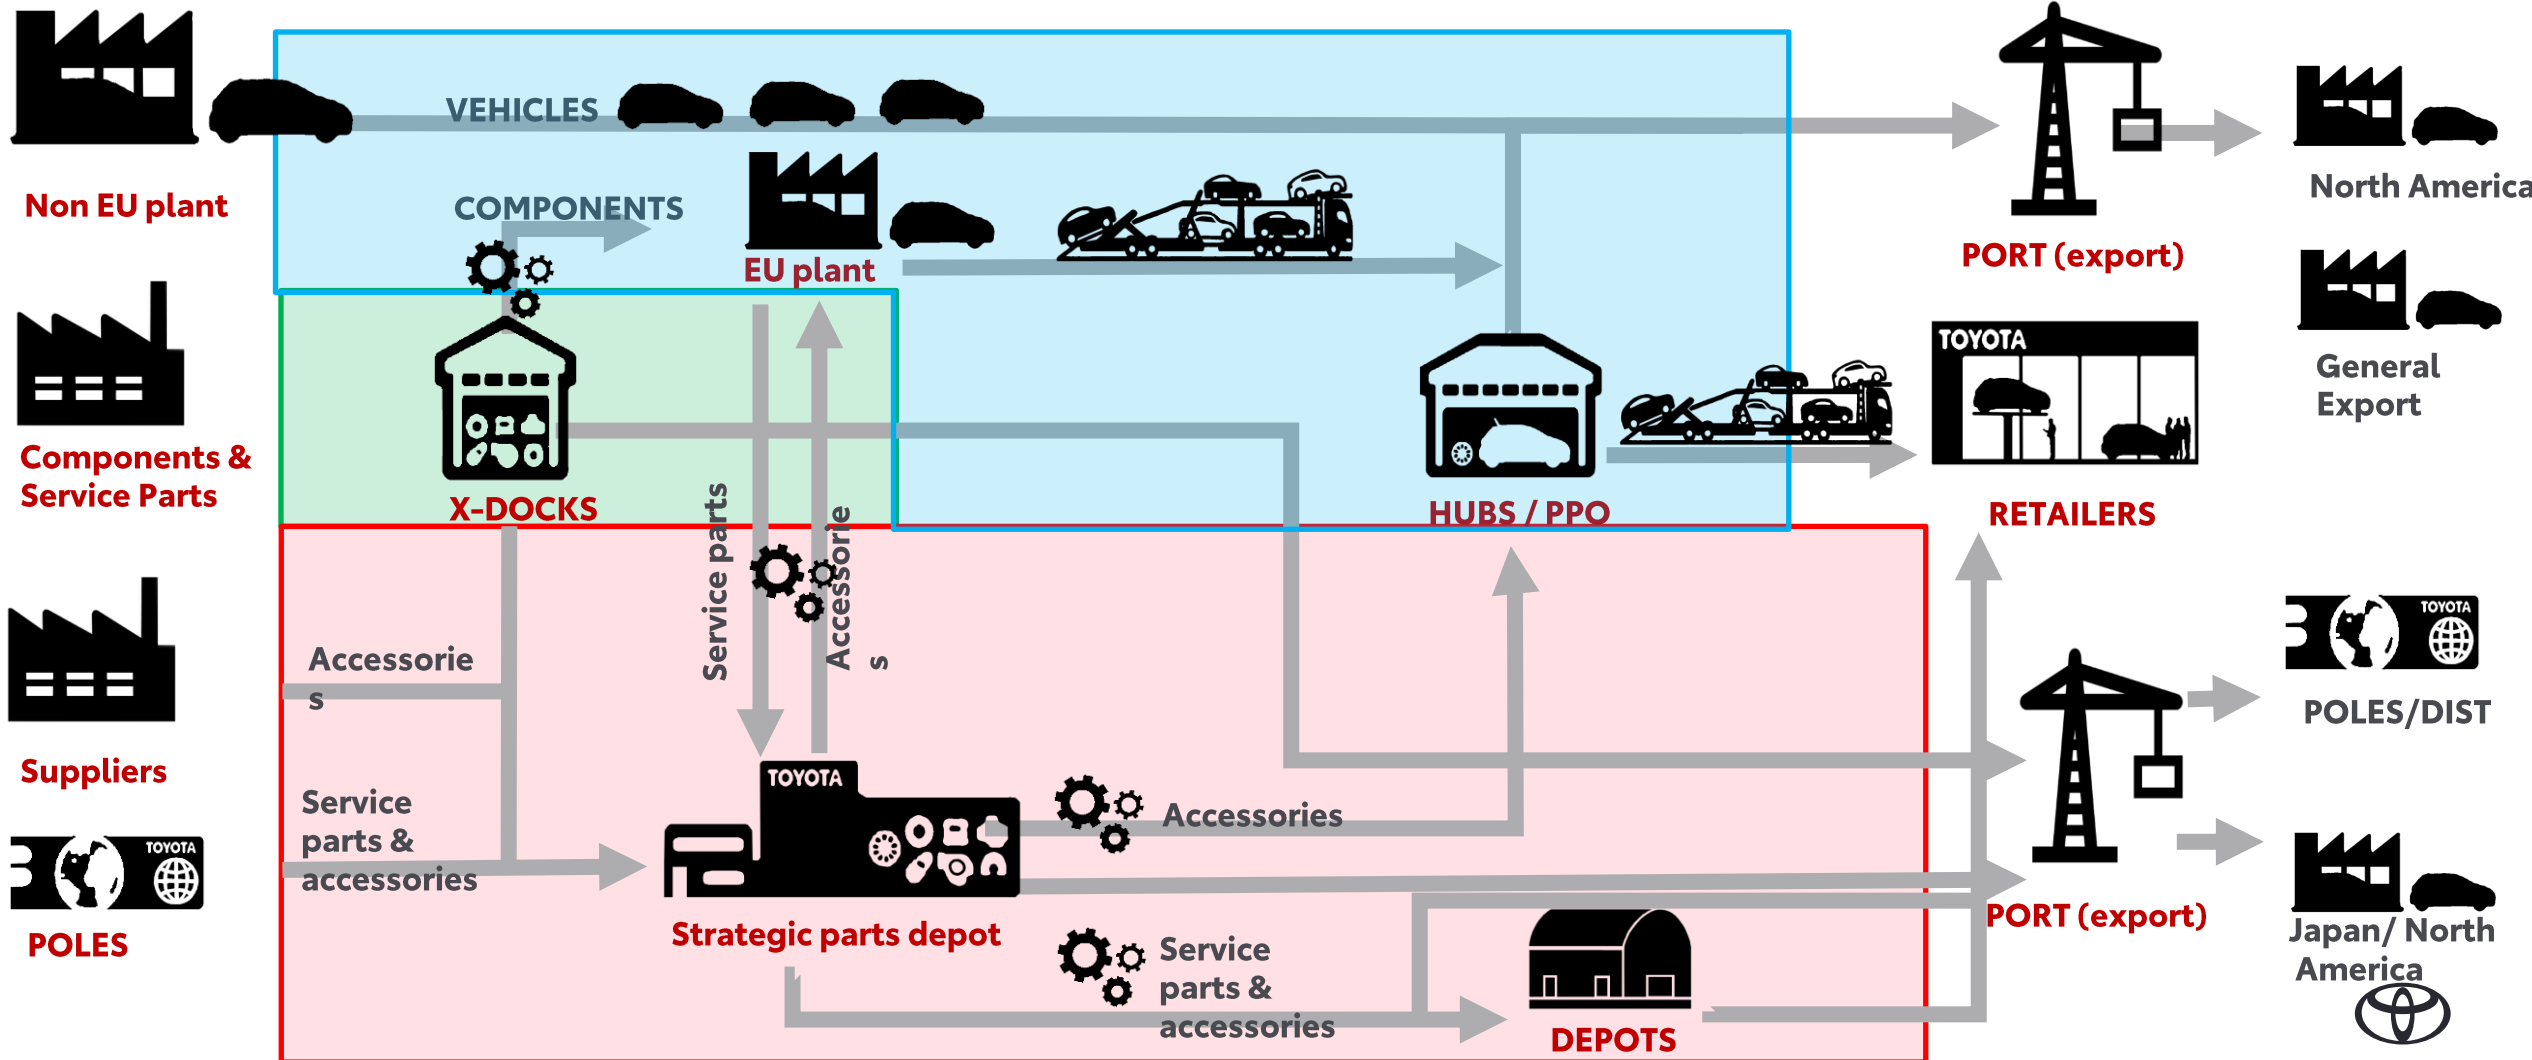 VEHICLES
Non EU plant
COMPONENTS
EU plant
North America
PORT (export)
TOYOTA
General
Export
Components &
Service Parts
X-DOCKS
HUBS / PPO
RETAILERS
Service parts
Accessorie
s
Accessorie
s
TOYOTA
POLES/DIST
Suppliers
TOYOTA
Service
parts &
accessories
Accessories
TOYOTA
POLES
Strategic parts depot
PORT (export)
Japan/ North
America
Service
parts &
accessories
DEPOTS